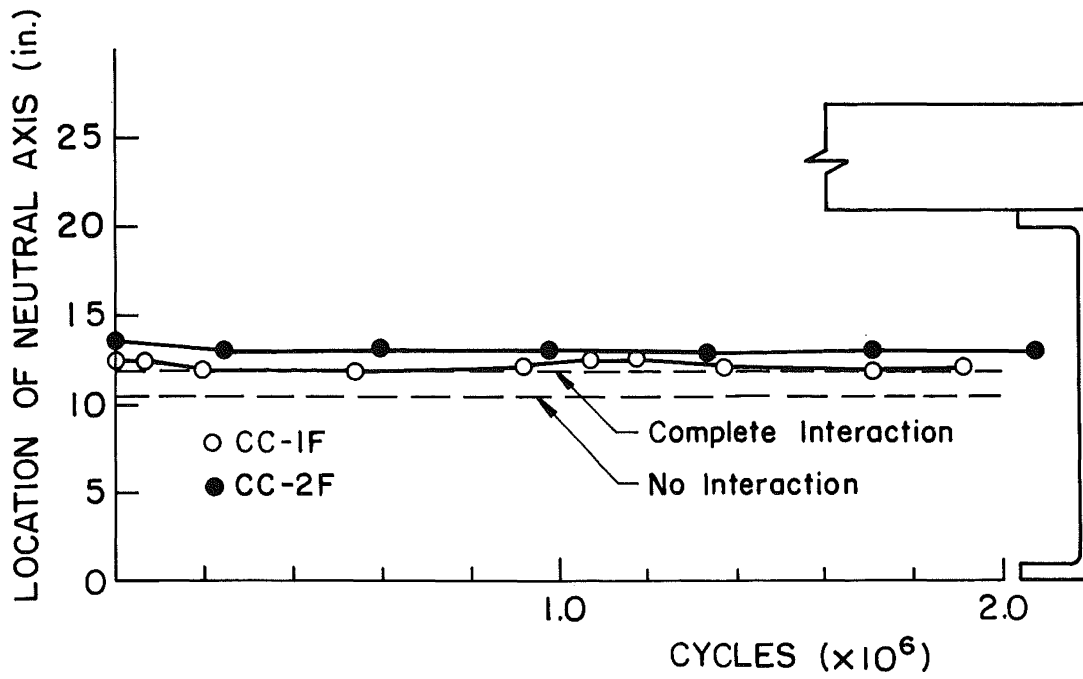 LOCATION OF NEUTRAL AXIS (in.)
25
20
15
10
5
0
CC-1F
CC-2F
Complete Interaction
No Interaction
1.0
2.0
CYCLES (×10⁶)